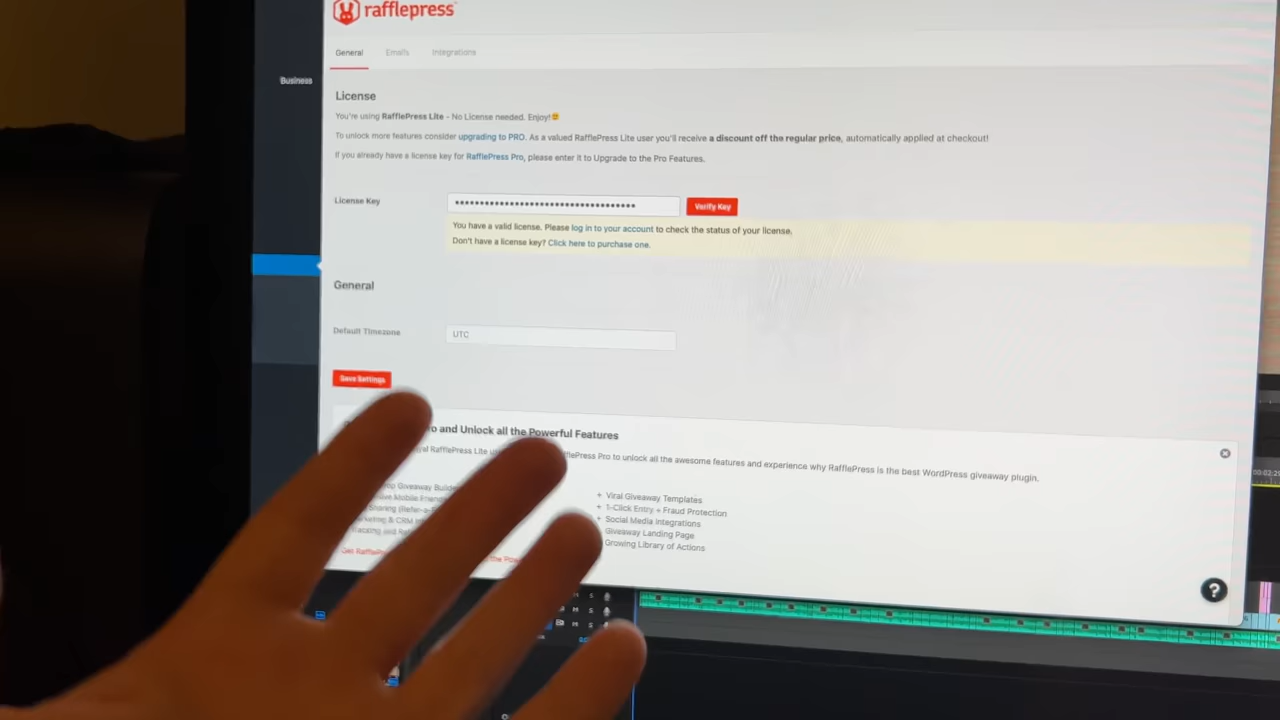 rafflepress
General Emails Integrations
Business
License
You're using RafflePress Lite - No License needed. Enjoy!🙂
To unlock more features consider upgrading to PRO. As a valued RafflePress Lite user you'll receive a discount off the regular price, automatically applied at checkout!
If you already have a license key for RafflePress Pro, please enter it to Upgrade to the Pro Features.
License Key
Verify Key
You have a valid license. Please log in to your account to check the status of your license.
Don't have a license key? Click here to purchase one.
General
Default Timezone
UTC
Save Settings
and Unlock all the Powerful Features
RafflePress Lite
Pro to unlock all the awesome features and experience why RafflePress is the best WordPress giveaway plugin.
Giveaway
Mobile
+ Viral Giveaway Templates
+ 1-Click Entry + Fraud Protection
+ Social Media Integrations
Giveaway Landing Page
Growing Library of Actions
Get
?
M S
M S
M S